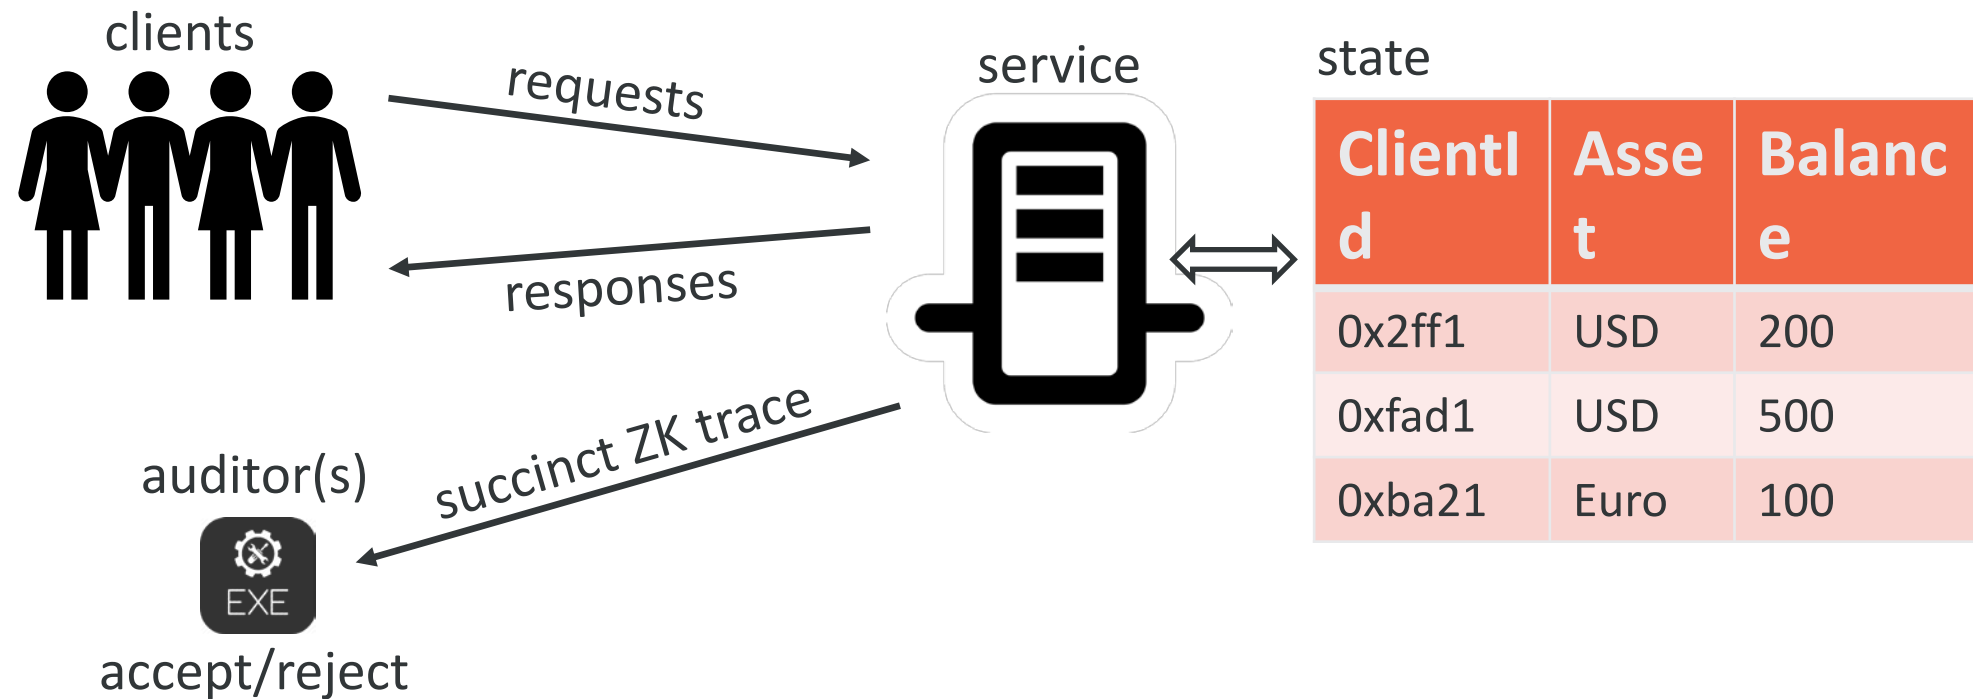 clients
requests
responses
service
state
ClientI
d
Asse
t
Balanc
e
0x2ff1 USD 200
0xfad1 USD 500
0xba21 Euro 100
succinct ZK trace
auditor(s)
EXE
accept/reject